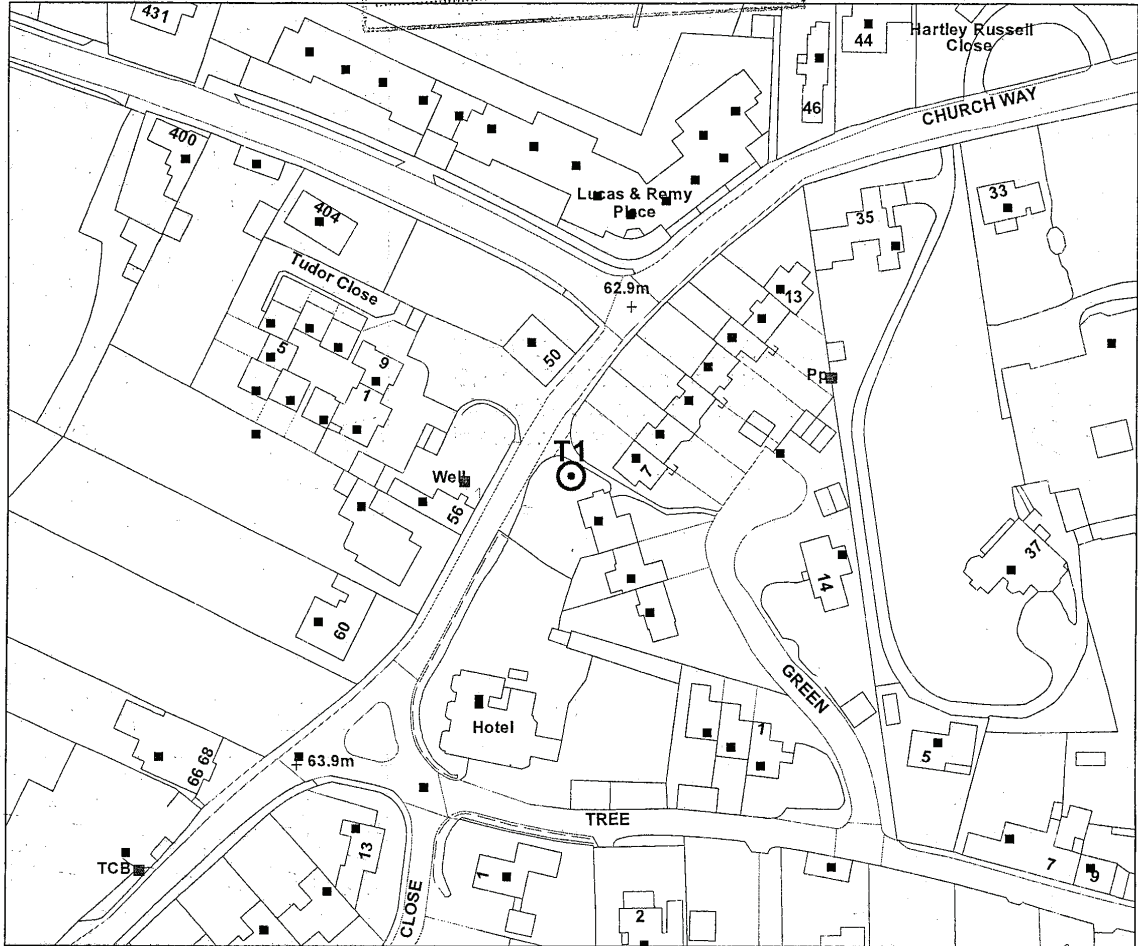 431
44
Hartley Russell
Close
46
CHURCH WAY
400
Lucas & Remy
Place
33
404
35
Tudor Close
62.9m
13
5
50
9
Pp
1
T1
7
Well
56
37
14
60
GREEN
Hotel
1
5
66 68
63.9m
TREE
13
7
9
TCB
1
CLOSE
2